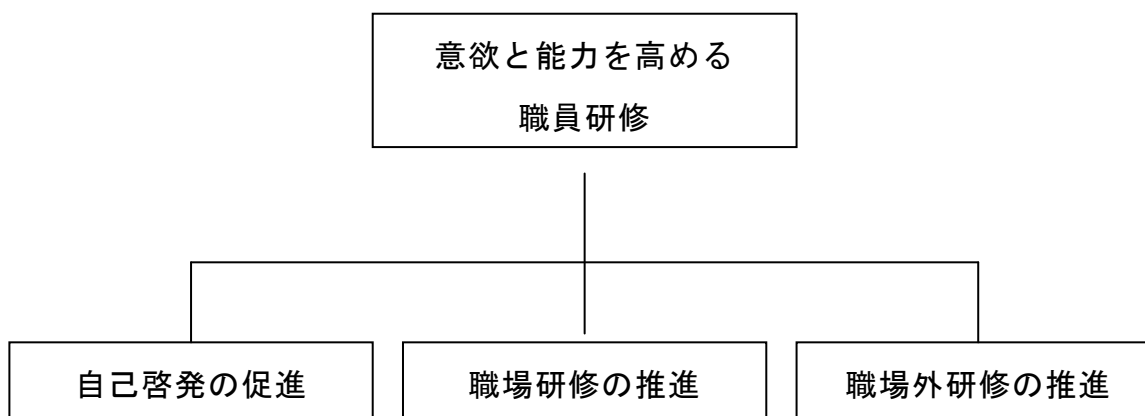 意欲と能力を高める
職員研修
自己啓発の促進
職場研修の推進
職場外研修の推進